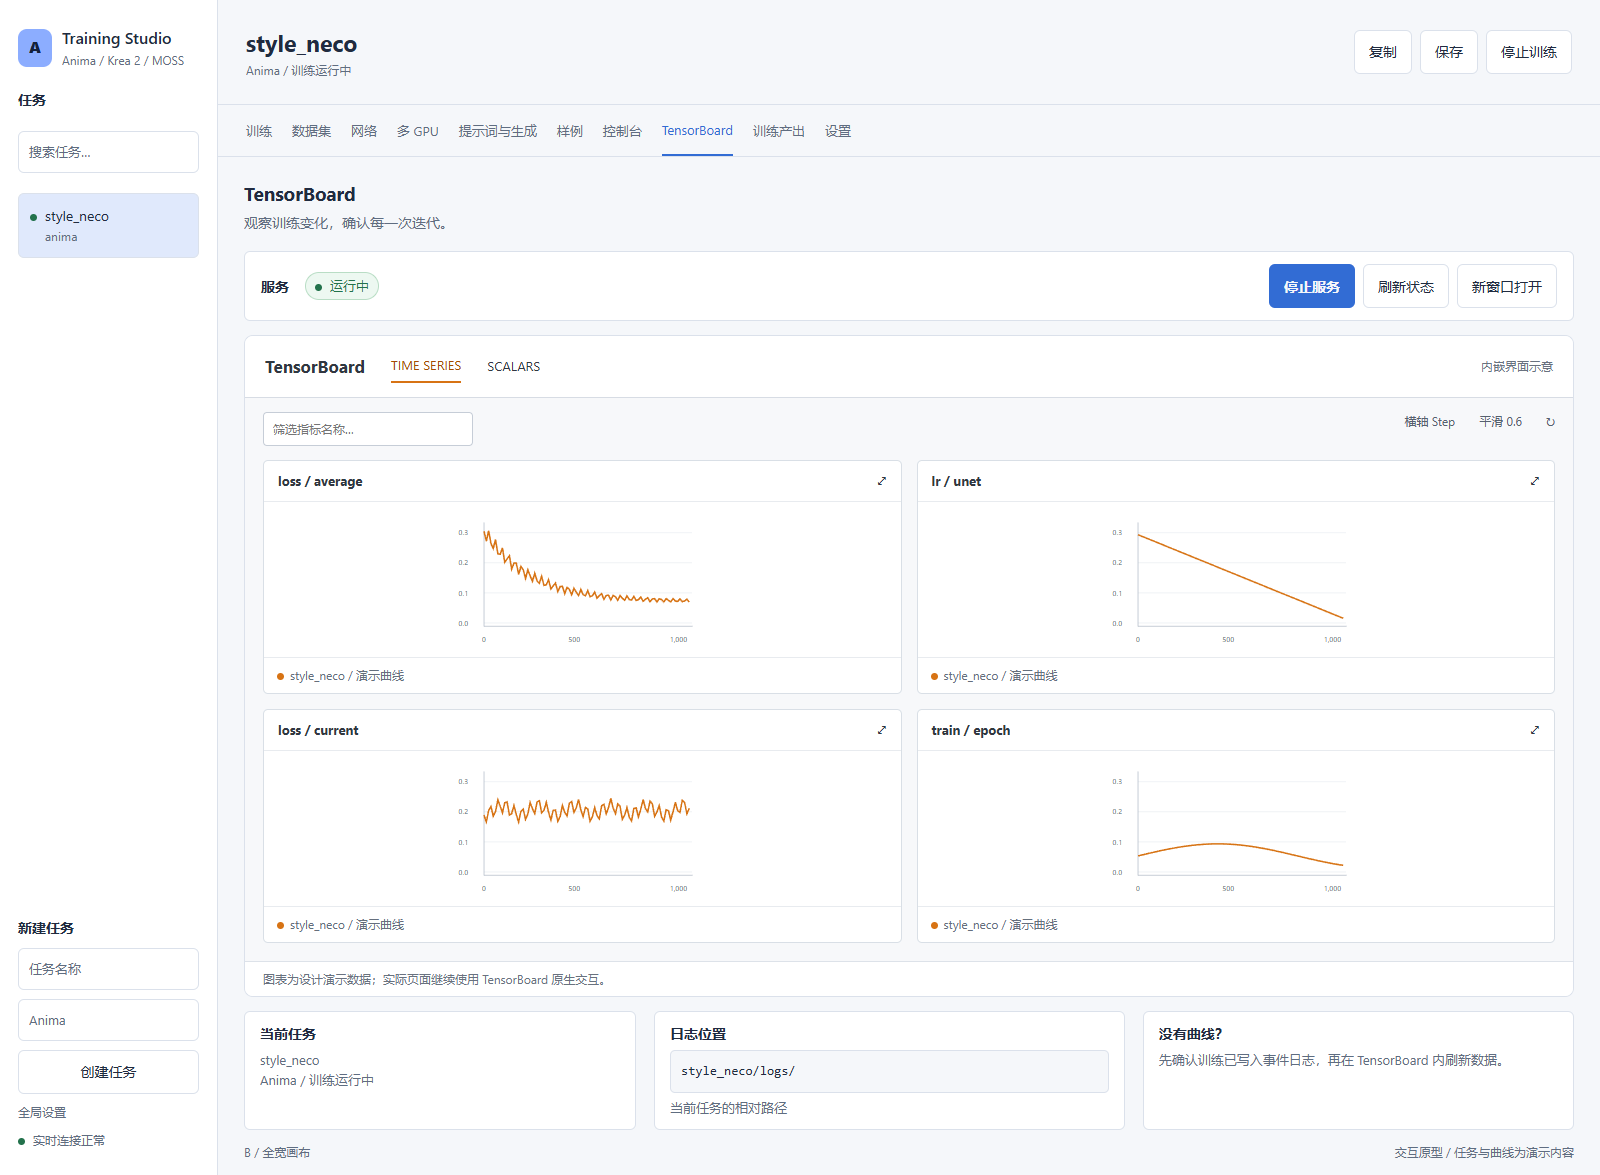 A
Training Studio
Anima / Krea 2 / MOSS
任务
搜索任务...
style_neco
anima
新建任务
任务名称
Anima
创建任务
全局设置
实时连接正常
style_neco
Anima / 训练运行中
复制
保存
停止训练
训练
数据集
网络
多 GPU
提示词与生成
样例
控制台
TensorBoard
训练产出
设置
TensorBoard
观察训练变化，确认每一次迭代。
服务
运行中
停止服务
刷新状态
新窗口打开
TensorBoard
TIME SERIES
SCALARS
内嵌界面示意
筛选指标名称...
横轴 Step
平滑 0.6
loss / average
0.3
0.2
0.1
0.0
0
500
1,000
style_neco / 演示曲线
lr / unet
0.3
0.2
0.1
0.0
0
500
1,000
style_neco / 演示曲线
loss / current
0.3
0.2
0.1
0.0
0
500
1,000
style_neco / 演示曲线
train / epoch
0.3
0.2
0.1
0.0
0
500
1,000
style_neco / 演示曲线
图表为设计演示数据；实际页面继续使用 TensorBoard 原生交互。
当前任务
style_neco
Anima / 训练运行中
日志位置
style_neco/logs/
当前任务的相对路径
没有曲线？
先确认训练已写入事件日志，再在 TensorBoard 内刷新数据。
B / 全宽画布
交互原型 / 任务与曲线为演示内容